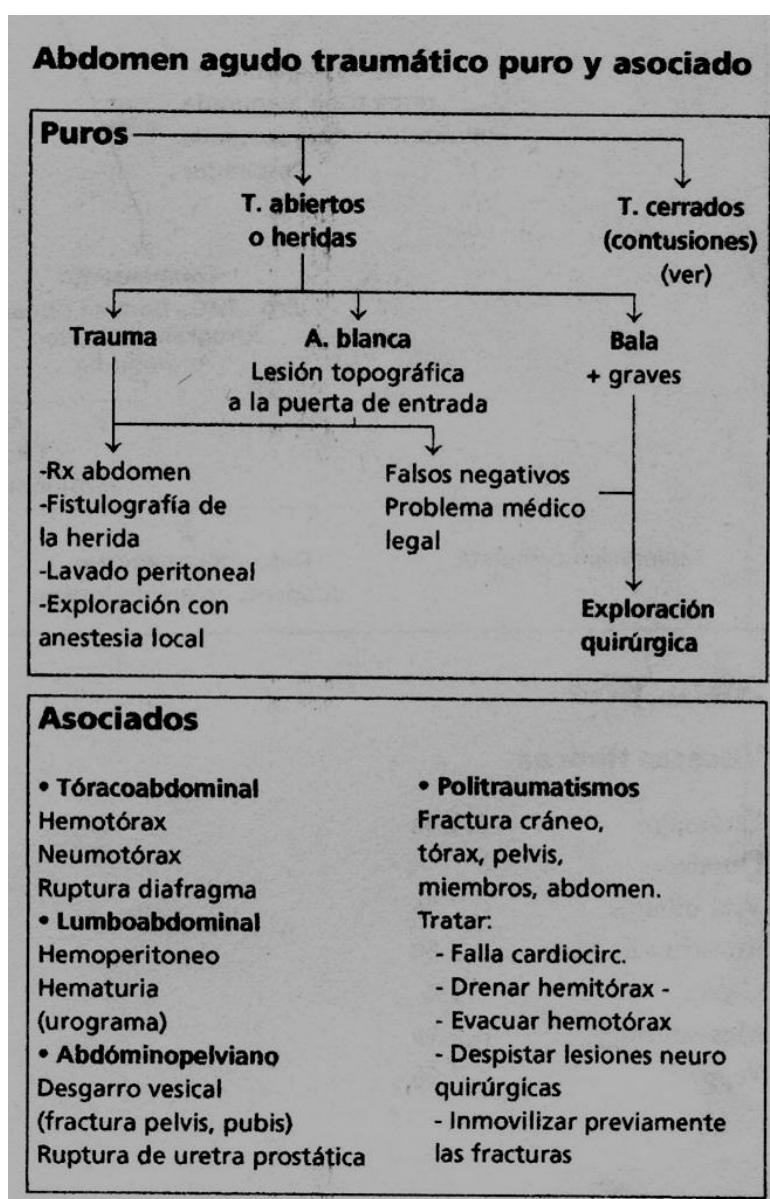 Abdomen agudo traumático puro y asociado
Puros
T. abiertos
o heridas
T. cerrados
(contusiones)
(ver)
Trauma
A. blanca
Lesión topográfica
a la puerta de entrada
Bala
+ graves
-Rx abdomen
-Fistulografía de
la herida
-Lavado peritoneal
-Exploración con
anestesia local
Falsos negativos
Problema médico
legal
Exploración
quirúrgica
Asociados
• Tóracoabdominal
Hemotórax
Neumotórax
Ruptura diafragma
• Lumboabdominal
Hemoperitoneo
Hematuria
(urograma)
• Abdóminopelviano
Desgarro vesical
(fractura pelvis, pubis)
Ruptura de uretra prostática
• Politraumatismos
Fractura cráneo,
tórax, pelvis,
miembros, abdomen.
Tratar:
- Falla cardiocirc.
- Drenar hemitórax -
- Evacuar hemotórax
- Despistar lesiones neuro
quirúrgicas
- Inmovilizar previamente
las fracturas